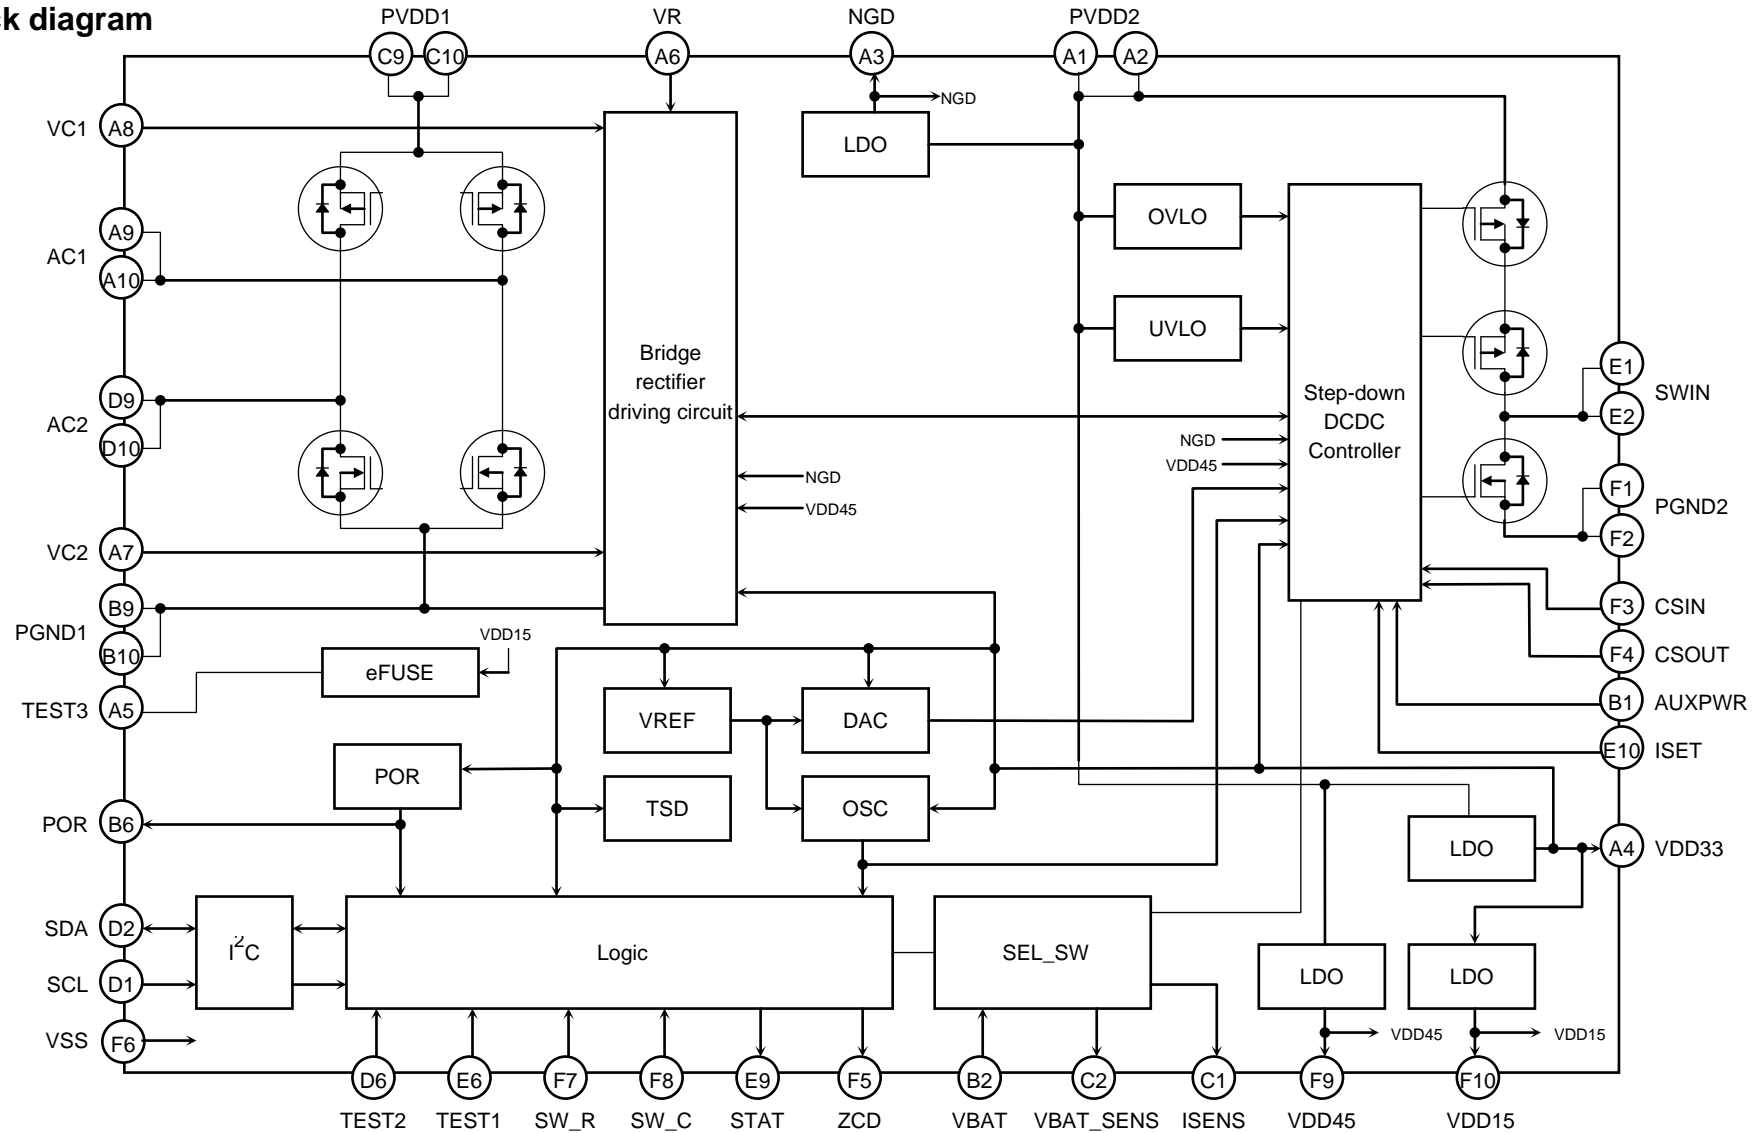 ck diagram
PVDD1
VR
NGD
PVDD2
C9
C10
A6
A3
A1
A2
NGD
VC1
A8
LDO
A9
AC1
A10
OVLO
UVLO
Bridge
rectifier
driving circuit
Step-down
DCDC
Controller
E1
SWIN
E2
D9
AC2
D10
NGD
VDD45
NGD
VDD45
F1
PGND2
F2
VC2
A7
B9
PGND1
B10
VDD15
F3
CSIN
F4
CSOUT
eFUSE
TEST3
A5
VREF
DAC
B1
AUXPWR
E10
ISET
POR
TSD
OSC
POR
B6
LDO
A4
VDD33
SDA
D2
I2C
Logic
SEL_SW
SCL
D1
LDO
LDO
VSS
F6
VDD45
VDD15
D6
E6
F7
F8
E9
F5
B2
C2
C1
F9
F10
TEST2
TEST1
SW_R
SW_C
STAT
ZCD
VBAT
VBAT_SENS
ISENS
VDD45
VDD15